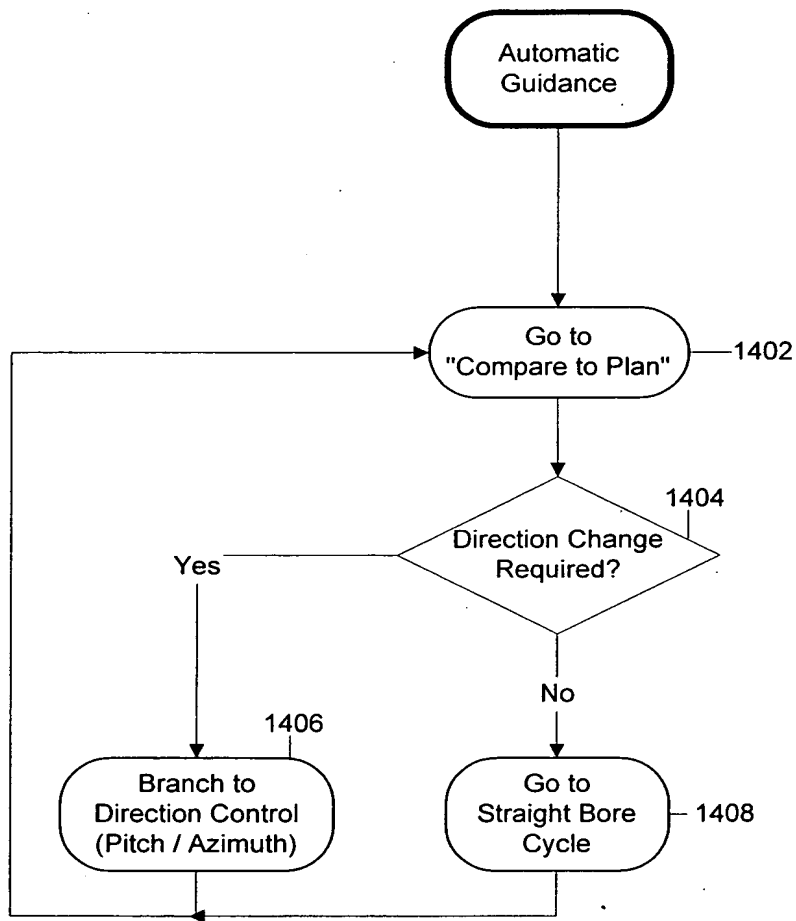 Automatic
Guidance
Go to
"Compare to Plan"
1402
1404
Direction Change
Required?
Yes
No
1406
Branch to
Direction Control
(Pitch / Azimuth)
Go to
Straight Bore
Cycle
1408